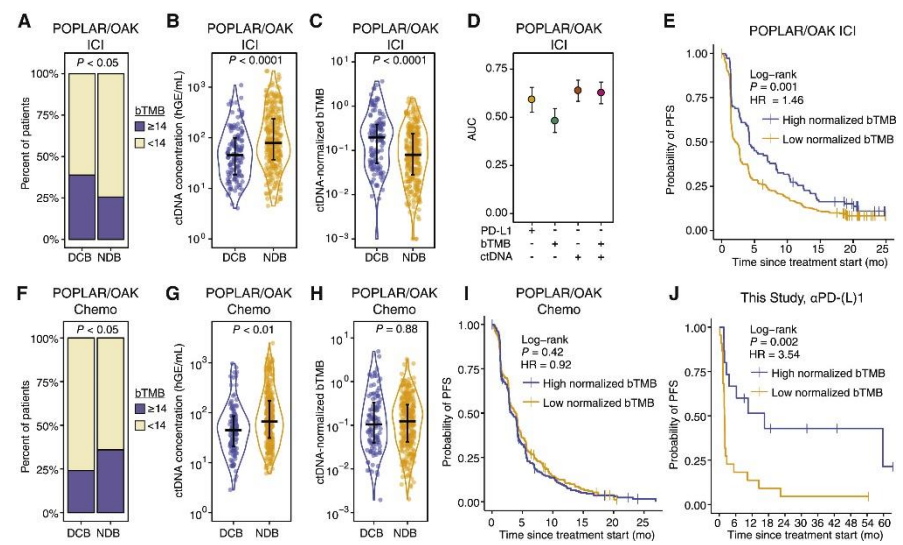 A
POPLAR/OAK
ICI
P < 0.05
100%
75%
50%
25%
0%
Percent of patients
DCB NDB
bTMB
≥14
<14
B
POPLAR/OAK
ICI
P < 0.0001
10³
10²
10¹
10⁰
ctDNA concentration (hGE/mL)
DCB NDB
C
POPLAR/OAK
ICI
P < 0.0001
10¹
10⁰
10⁻¹
10⁻²
10⁻³
ctDNA-normalized bTMB
DCB NDB
D
POPLAR/OAK
ICI
0.75
0.50
0.25
0.00
AUC
PD-L1 + - - -
bTMB - + - +
ctDNA - - + +
E
POPLAR/OAK ICI
Log-rank
P = 0.001
HR = 1.46
High normalized bTMB
Low normalized bTMB
1.00
0.75
0.50
0.25
0.00
Probability of PFS
0 5 10 15 20 25
Time since treatment start (mo)
F
POPLAR/OAK
Chemo
P < 0.05
100%
75%
50%
25%
0%
Percent of patients
DCB NDB
bTMB
≥14
<14
G
POPLAR/OAK
Chemo
P < 0.01
10³
10²
10¹
10⁰
ctDNA concentration (hGE/mL)
DCB NDB
H
POPLAR/OAK
Chemo
P = 0.88
10¹
10⁰
10⁻¹
10⁻²
10⁻³
ctDNA-normalized bTMB
DCB NDB
I
POPLAR/OAK
Chemo
Log-rank
P = 0.42
HR = 0.92
High normalized bTMB
Low normalized bTMB
1.00
0.75
0.50
0.25
0.00
Probability of PFS
0 5 10 15 20 25
Time since treatment start (mo)
J
This Study, αPD-(L)1
Log-rank
P = 0.002
HR = 3.54
High normalized bTMB
Low normalized bTMB
1.00
0.75
0.50
0.25
0.00
Probability of PFS
0 6 12 18 24 30 36 42 48 54 60
Time since treatment start (mo)